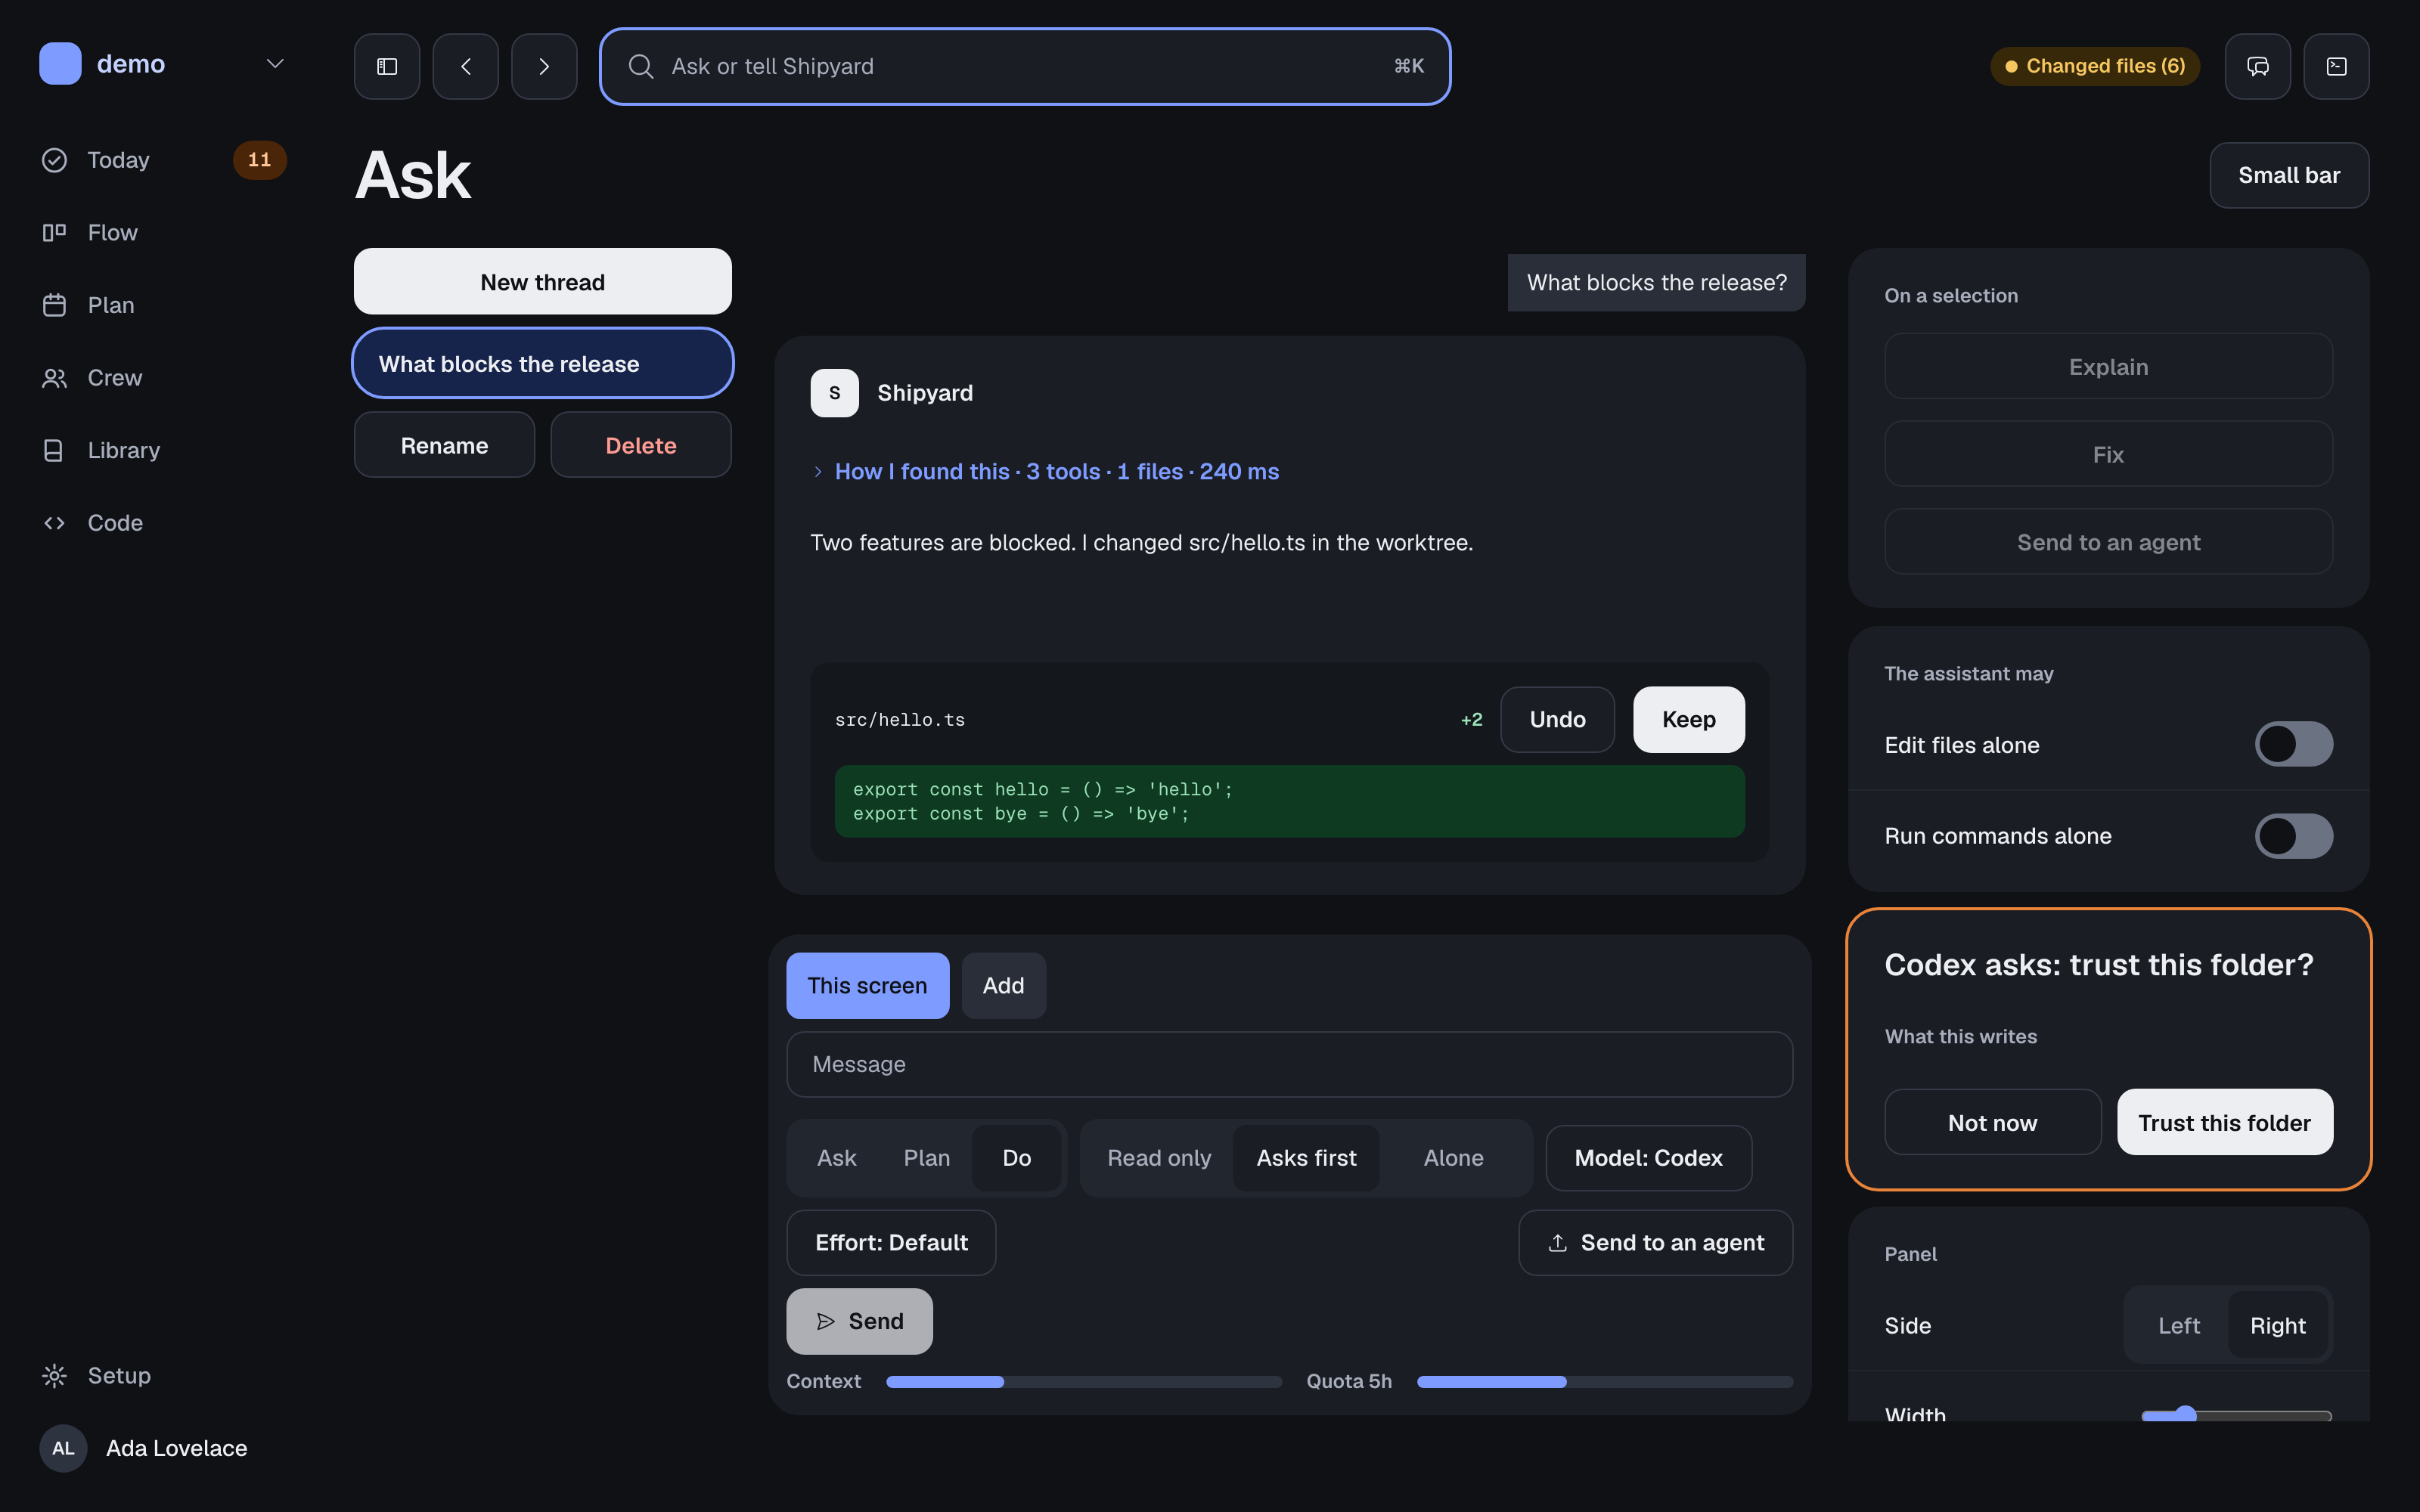 demo
Ask or tell Shipyard
⌘K
Changed files (6)
Today
11
Flow
Plan
Crew
Library
Code
Setup
AL
Ada Lovelace
Ask
Small bar
New thread
What blocks the release
Rename
Delete
What blocks the release?
S
Shipyard
How I found this · 3 tools · 1 files · 240 ms
Two features are blocked. I changed src/hello.ts in the worktree.
src/hello.ts
+2
Undo
Keep
export const hello = () => 'hello';
export const bye = () => 'bye';
This screen
Add
Message
Ask
Plan
Do
Read only
Asks first
Alone
Model: Codex
Effort: Default
Send to an agent
Send
Context
Quota 5h
On a selection
Explain
Fix
Send to an agent
The assistant may
Edit files alone
Run commands alone
Codex asks: trust this folder?
What this writes
Not now
Trust this folder
Panel
Side
Left
Right
Width